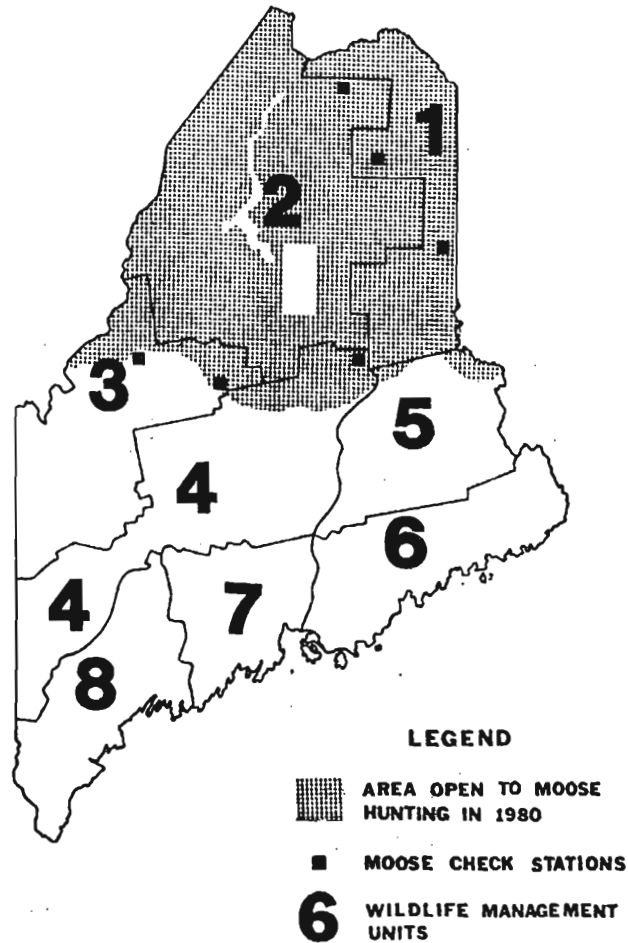 1
2
3
5
4
6
4
7
8
LEGEND
AREA OPEN TO MOOSE
HUNTING IN 1980
MOOSE CHECK STATIONS
6
WILDLIFE MANAGEMENT
UNITS